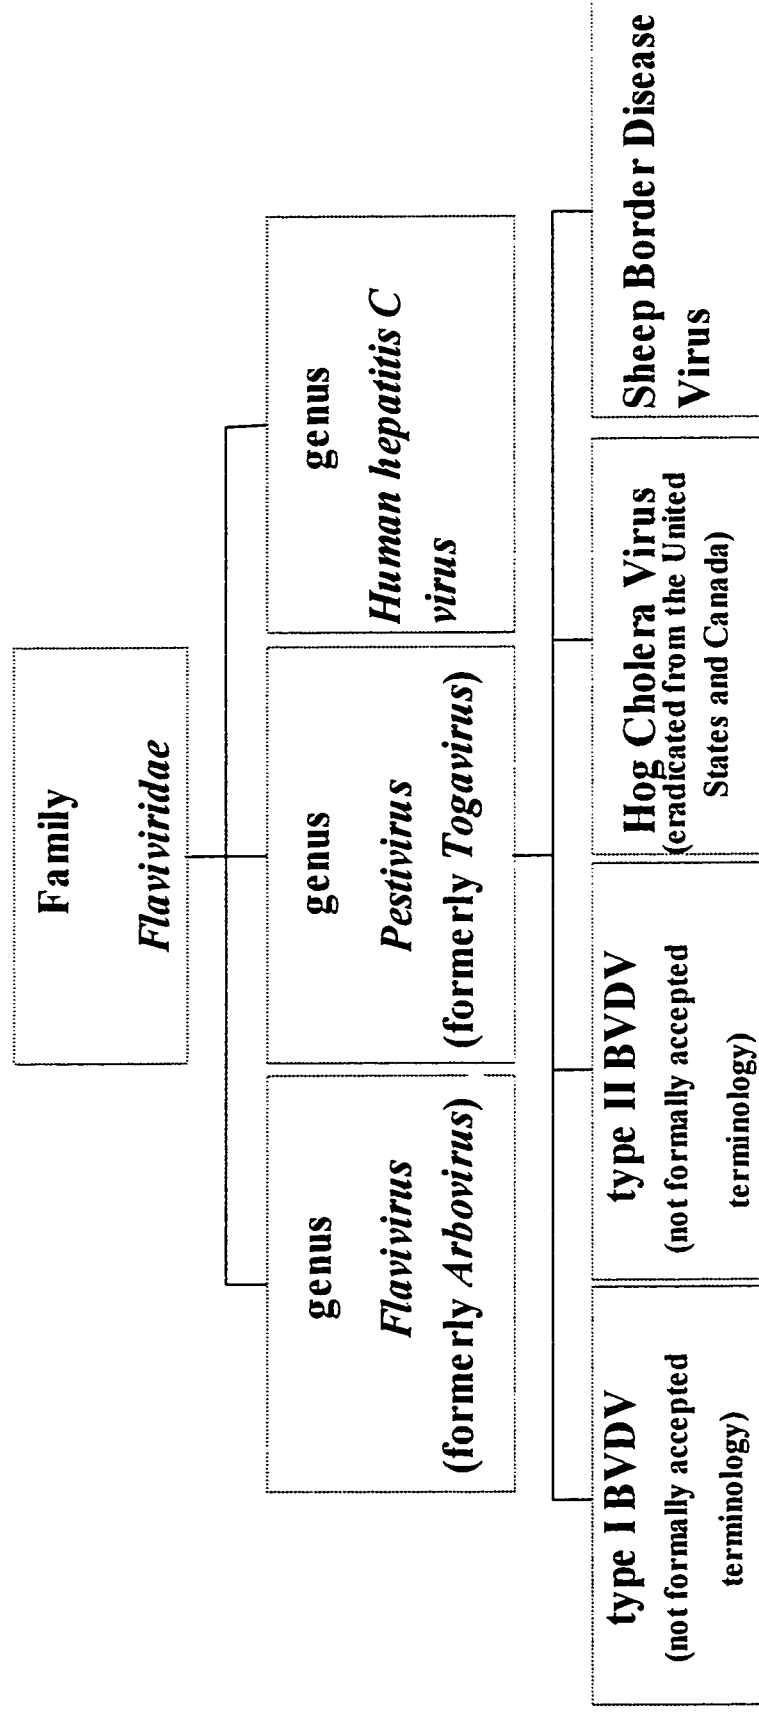 Family
Flaviviridae
genus
Flavivirus
(formerly Arbovirus)
genus
Pestivirus
(formerly Togavirus)
genus
Human hepatitis C
virus
type I BVDV
(not formally accepted
terminology)
type II BVDV
(not formally accepted
terminology)
Hog Cholera Virus
(eradicated from the United
States and Canada)
Sheep Border Disease
Virus